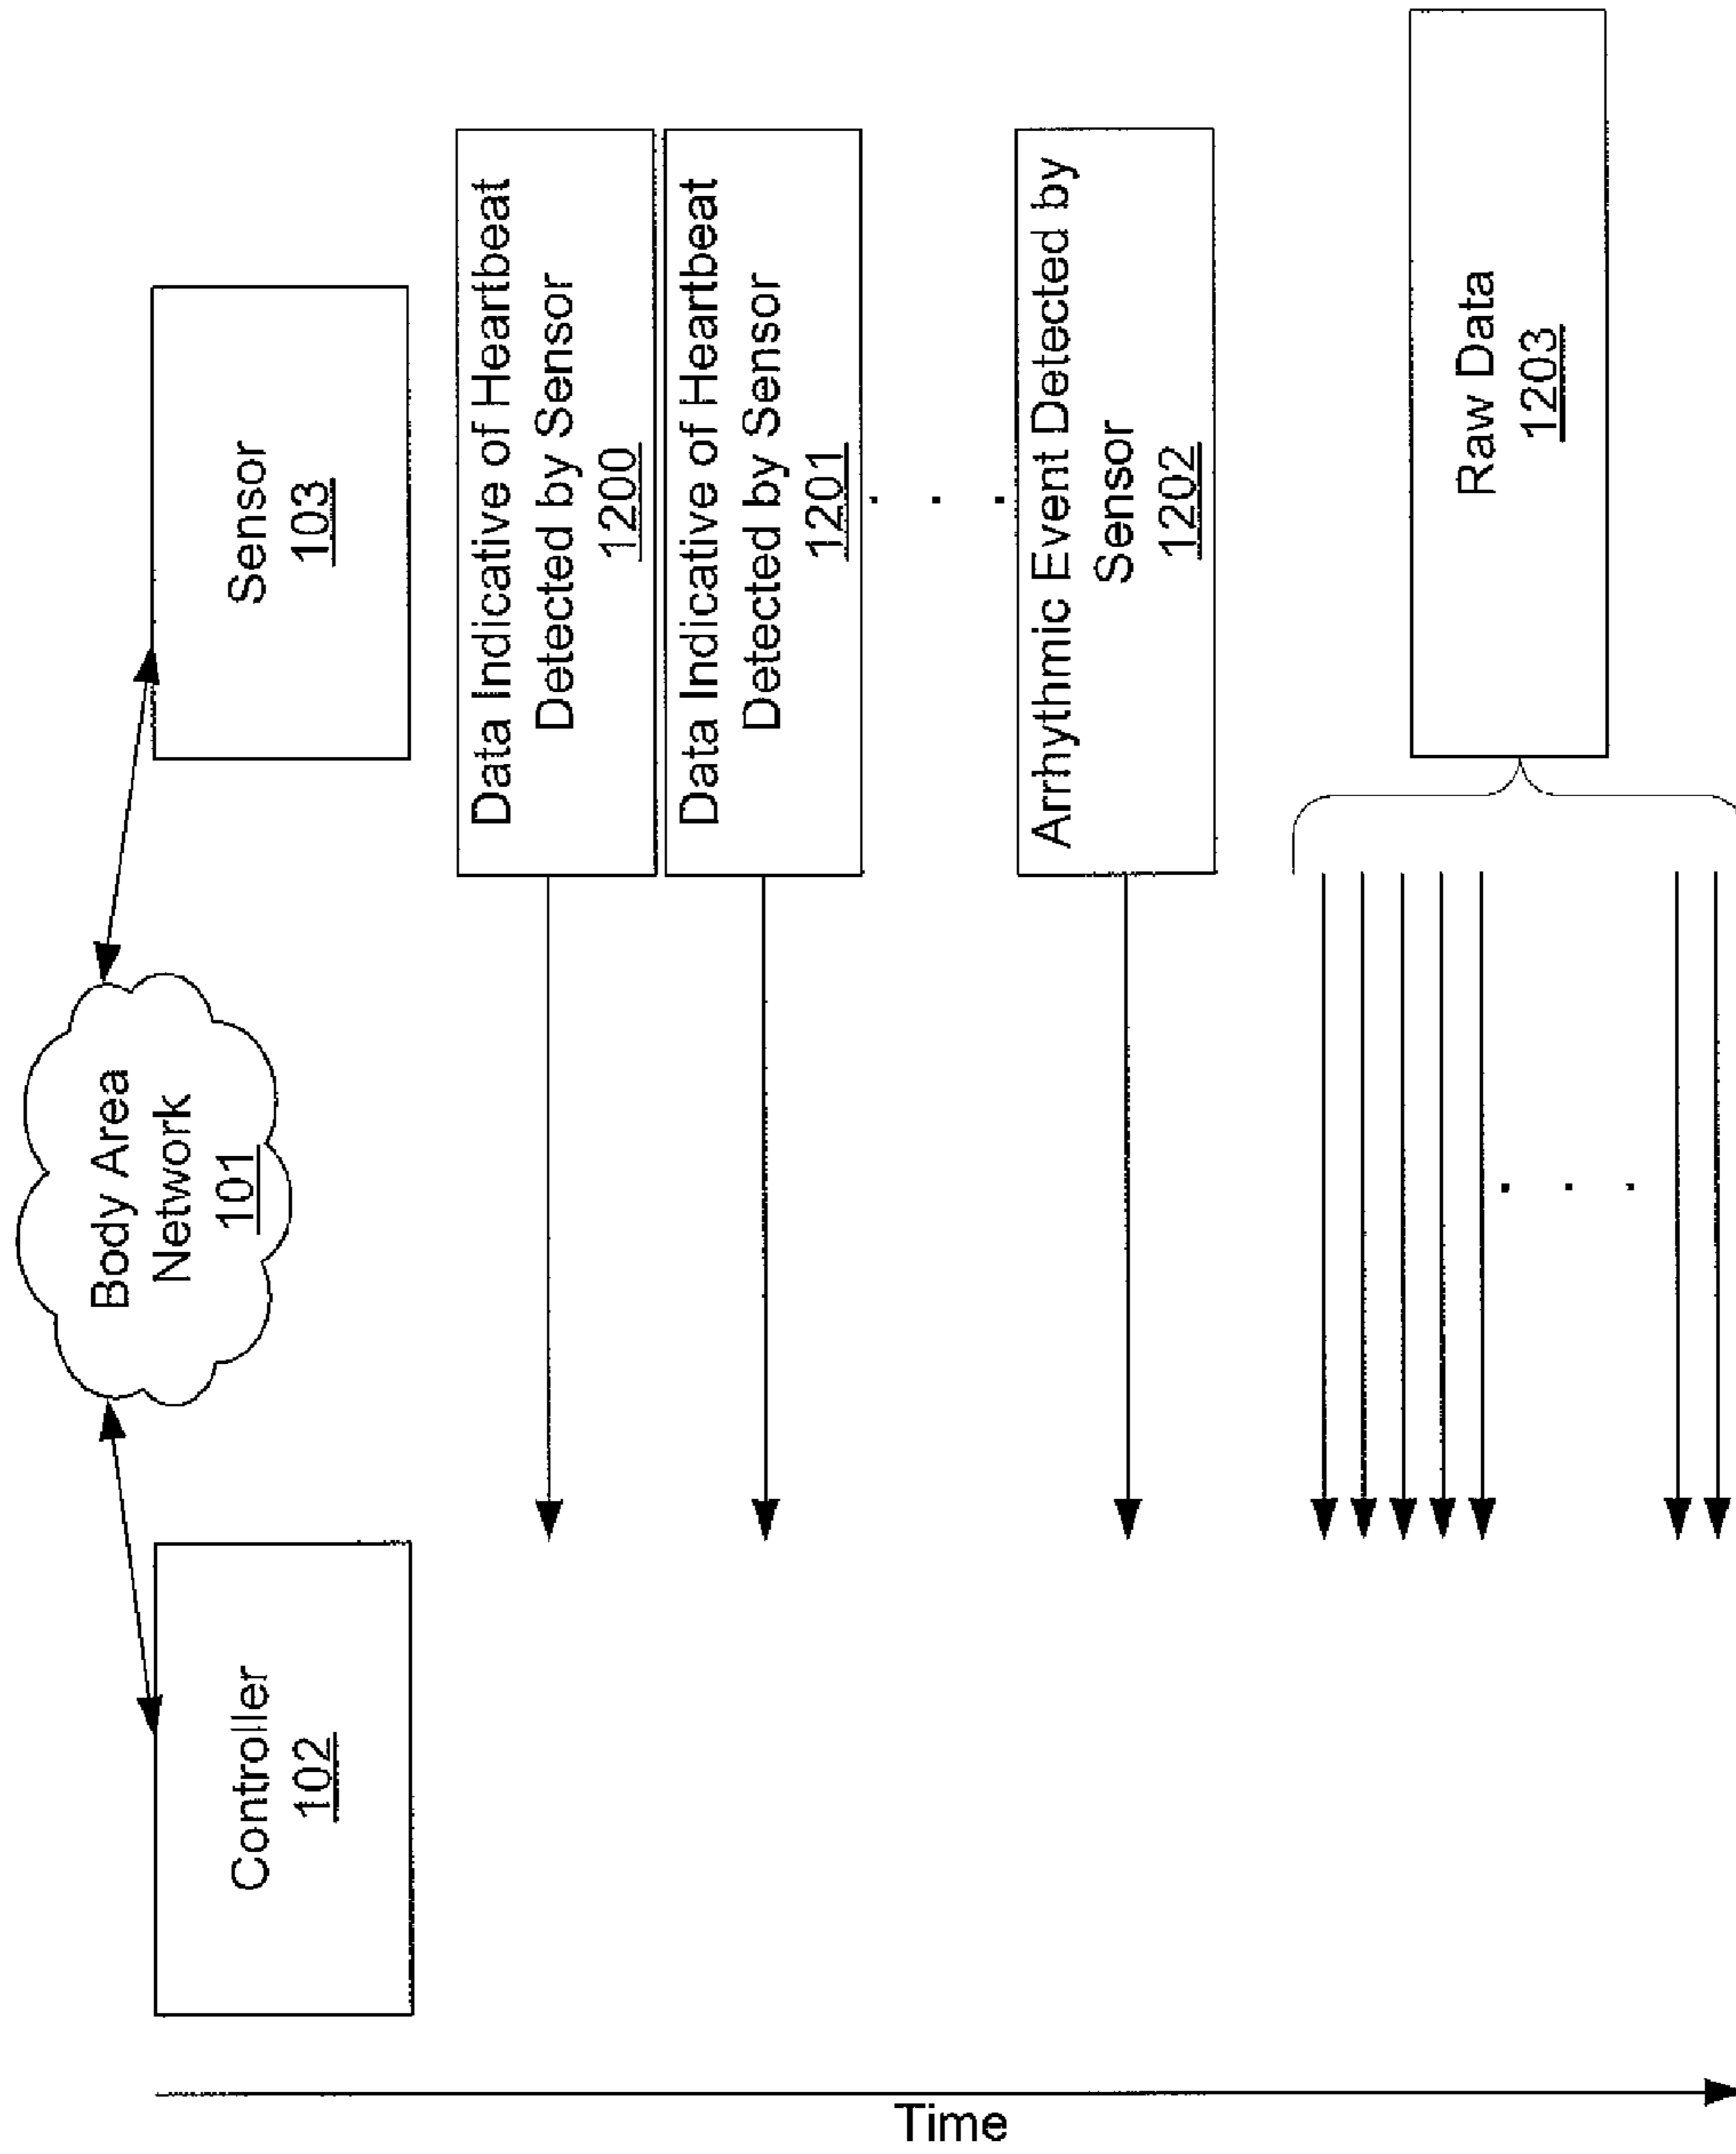 Body Area
Network
101
Controller
102
Sensor
103
Data Indicative of Heartbeat
Detected by Sensor
1200
Data Indicative of Heartbeat
Detected by Sensor
1201
. . .
Arrhythmic Event Detected by
Sensor
1202
Raw Data
1203
. . .
Time